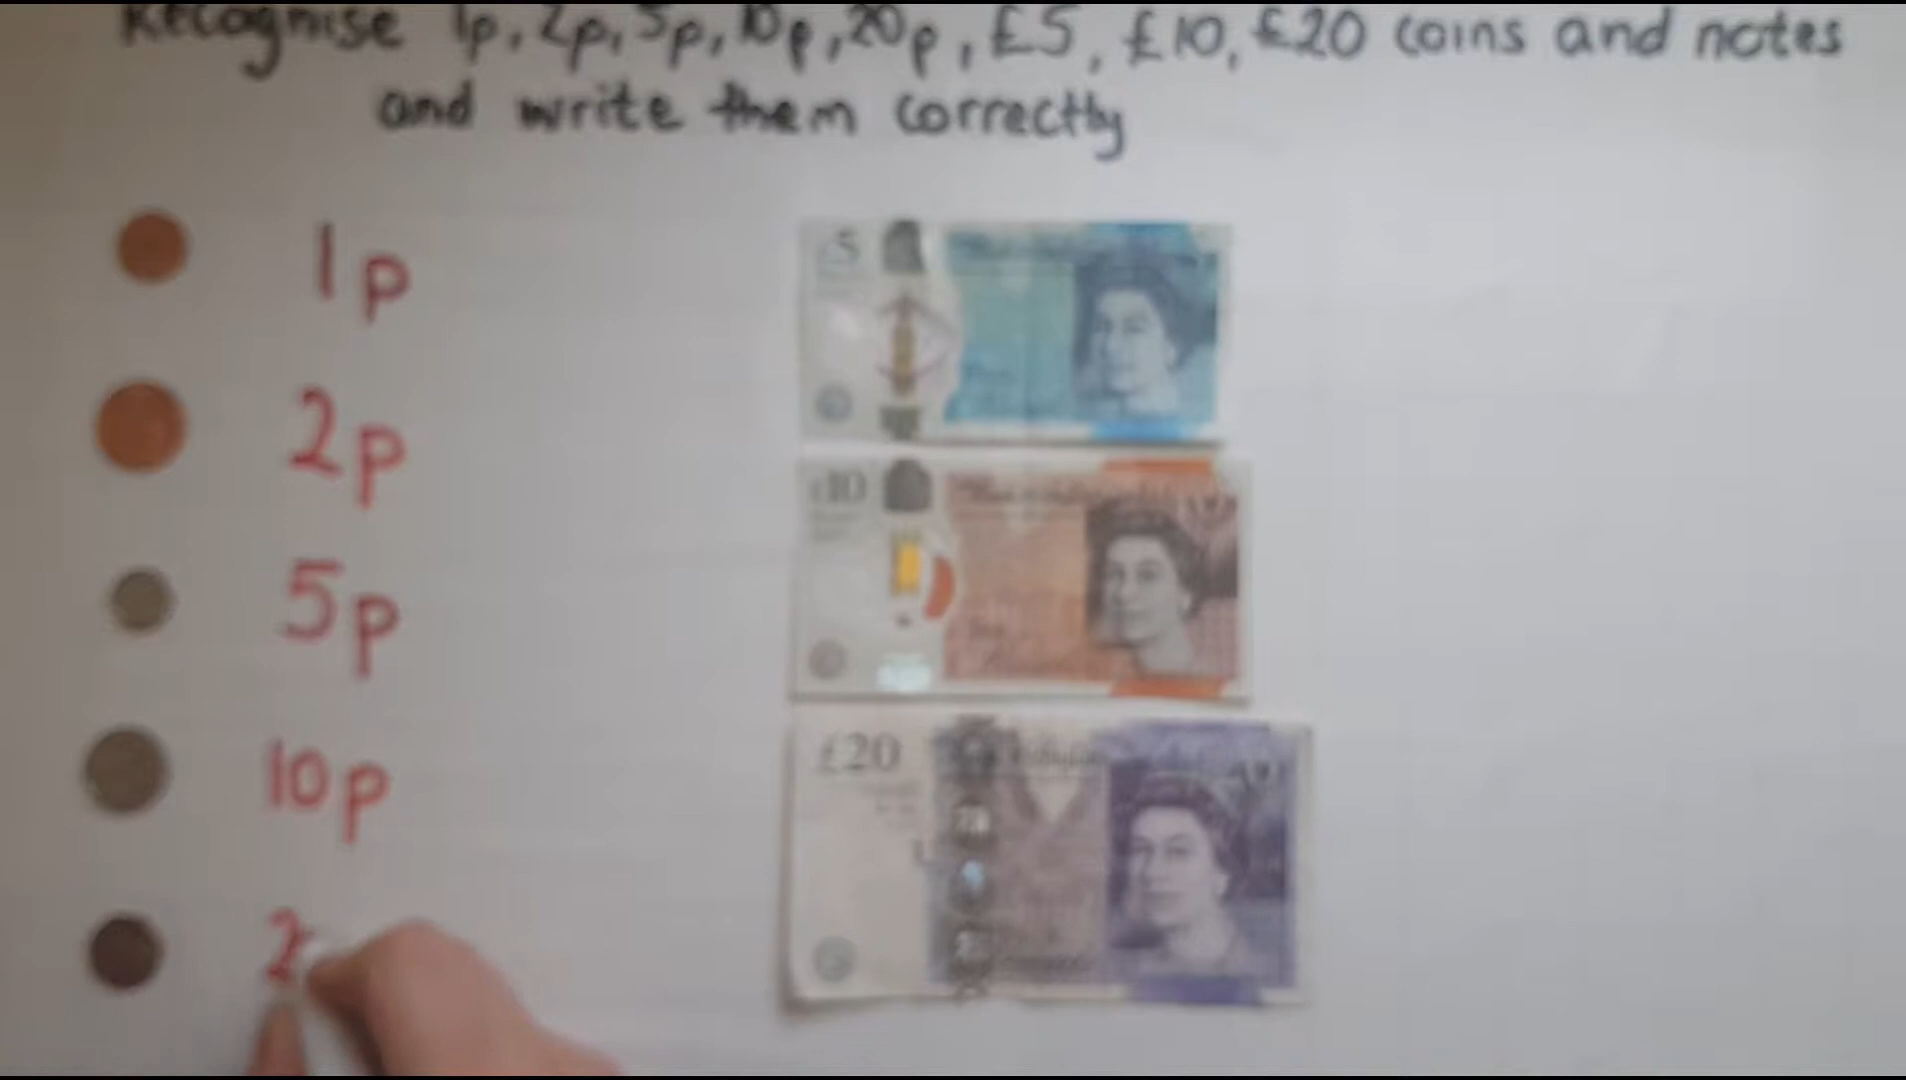 Recognise 1p, 2p, 5p, 10p, 20p, £5, £10, £20 coins and notes
and write them correctly
1p
2p
5p
10p
2
£5
£10
£20